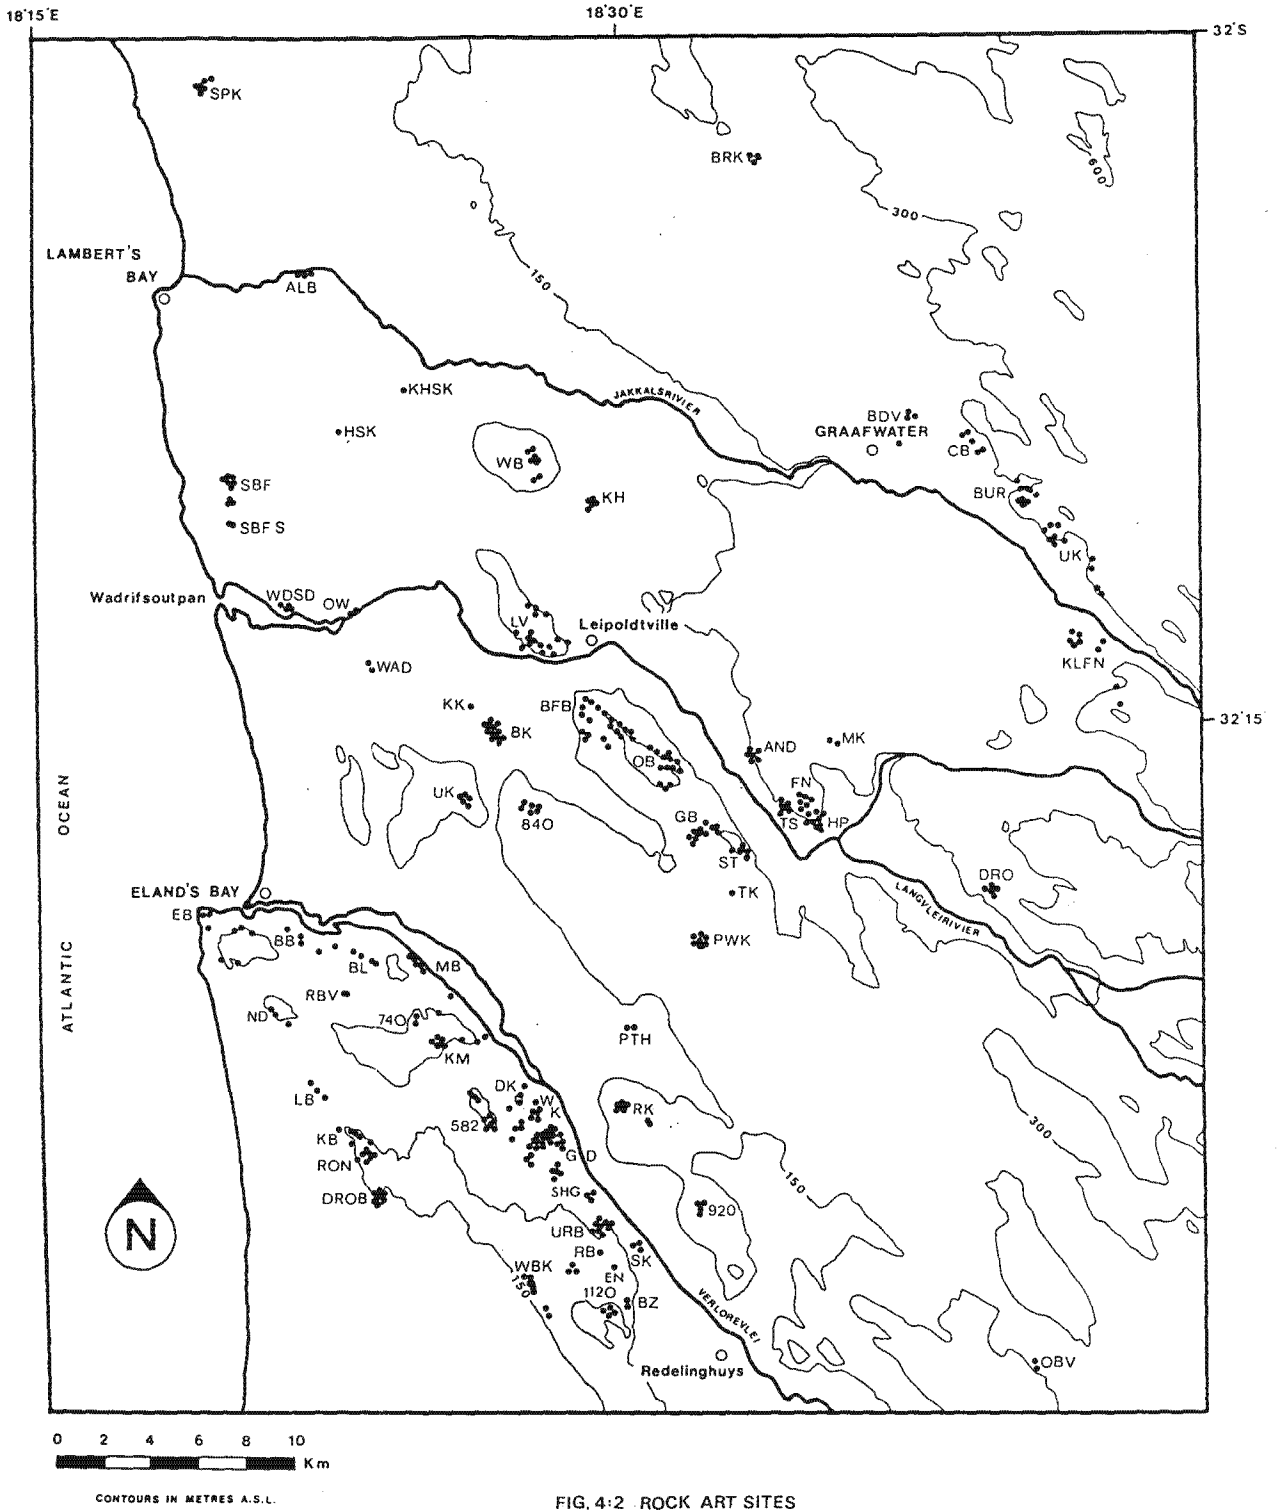 18°15'E
18°30'E
32°S
SPK
BRK
600
300
LAMBERT'S
BAY
150
ALB
KHSK
JAKKALSRIVIER
HSK
BDV
GRAAFWATER
CB
WB
SBF
KH
BUR
SBF S
UK
Wadrifsoutpan
WDSD
OW
LV
Leipoldtville
KLFN
WAD
KK
BFB
BK
32°15'
AND
MK
OB
FN
UK
840
GB
TS
HP
ST
OCEAN
DRO
TK
ELAND'S BAY
LANGVLEIRIVIER
EB
BB
PWK
BL
MB
ATLANTIC
RBV
ND
740
PTH
KM
DK
LB
W
RK
K
582
300
KB
GD
RON
150
SHG
DROB
920
N
URB
RB
SK
WBK
EN
150
1120
BZ
VERLOREVLEI
OBV
Redelinghuys
0 2 4 6 8 10
Km
CONTOURS IN METRES A.S.L.
FIG. 4:2 ROCK ART SITES